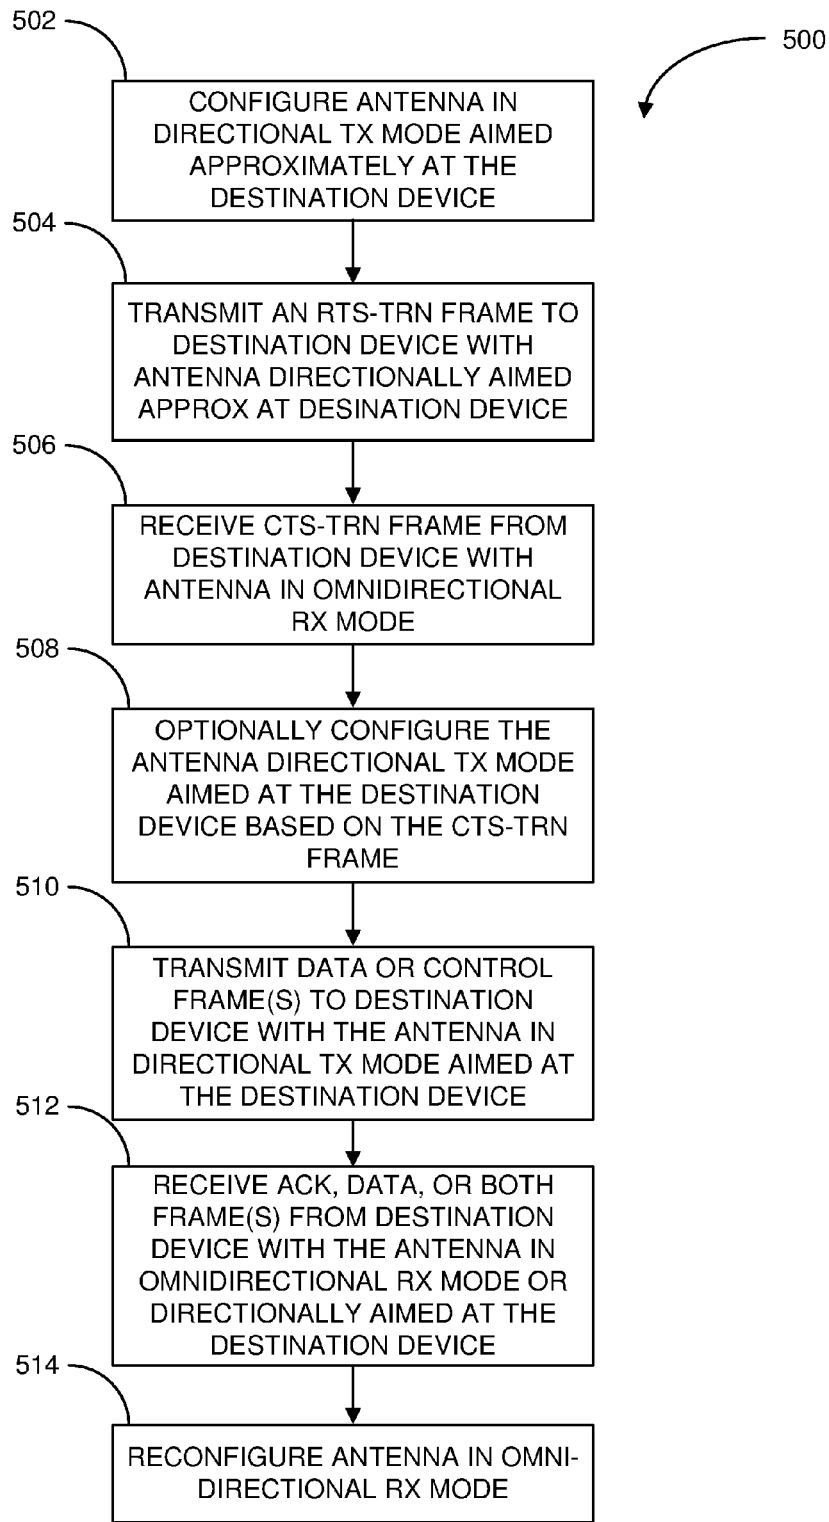 502
500
CONFIGURE ANTENNA IN
DIRECTIONAL TX MODE AIMED
APPROXIMATELY AT THE
DESTINATION DEVICE
504
TRANSMIT AN RTS-TRN FRAME TO
DESTINATION DEVICE WITH
ANTENNA DIRECTIONALLY AIMED
APPROX AT DESINATION DEVICE
506
RECEIVE CTS-TRN FRAME FROM
DESTINATION DEVICE WITH
ANTENNA IN OMNIDIRECTIONAL
RX MODE
508
OPTIONALLY CONFIGURE THE
ANTENNA DIRECTIONAL TX MODE
AIMED AT THE DESTINATION
DEVICE BASED ON THE CTS-TRN
FRAME
510
TRANSMIT DATA OR CONTROL
FRAME(S) TO DESTINATION
DEVICE WITH THE ANTENNA IN
DIRECTIONAL TX MODE AIMED AT
THE DESTINATION DEVICE
512
RECEIVE ACK, DATA, OR BOTH
FRAME(S) FROM DESTINATION
DEVICE WITH THE ANTENNA IN
OMNIDIRECTIONAL RX MODE OR
DIRECTIONALLY AIMED AT THE
DESTINATION DEVICE
514
RECONFIGURE ANTENNA IN OMNI-
DIRECTIONAL RX MODE